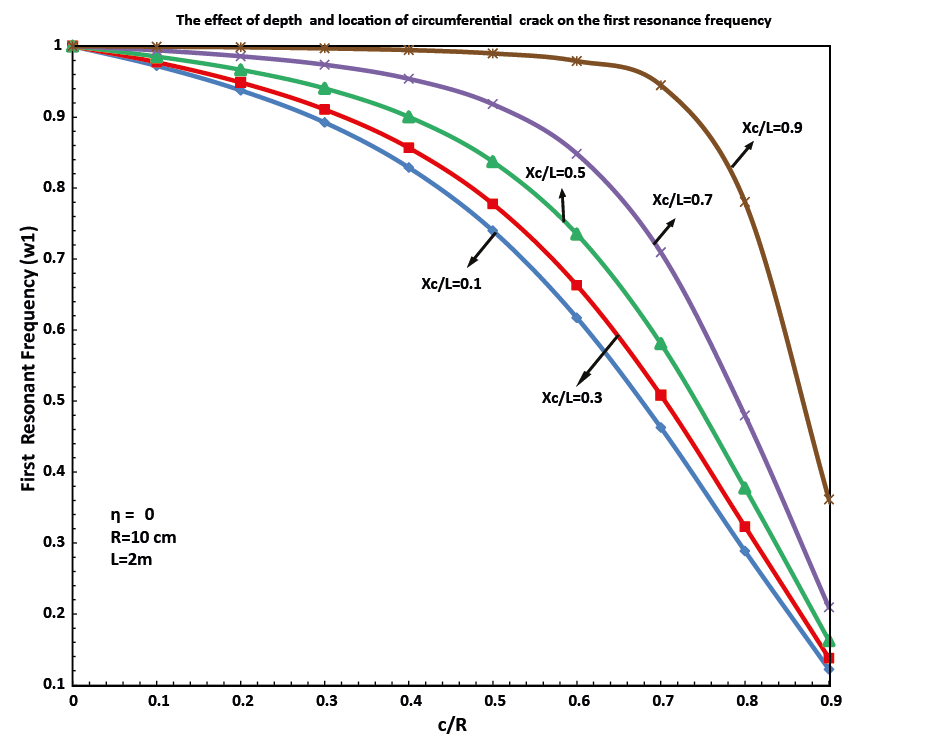 The effect of depth and location of circumferential crack on the first resonance frequency
1
0.9
0.8
0.7
0.6
0.5
0.4
0.3
0.2
0.1
First Resonant Frequency (w1)
Xc/L=0.9
Xc/L=0.5
Xc/L=0.7
Xc/L=0.1
Xc/L=0.3
η = 0
R=10 cm
L=2m
0 0.1 0.2 0.3 0.4 0.5 0.6 0.7 0.8 0.9
c/R